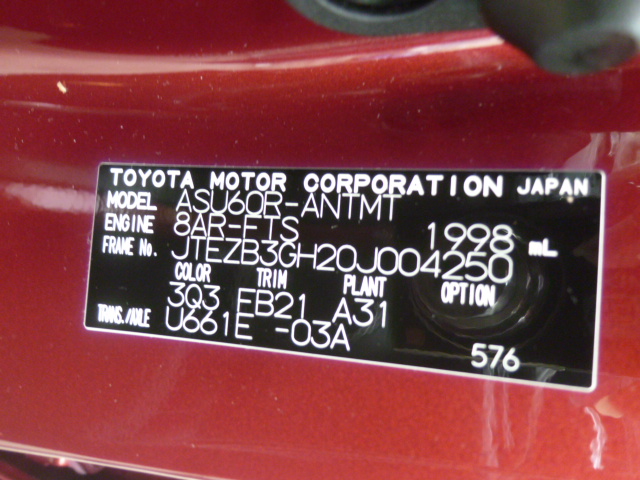 TOYOTA MOTOR CORPORATION JAPAN
MODEL ASU60R-ANTMT
ENGINE 8AR-FTS 1998 mL
FRAME No. JTEZB3GH20J004250
COLOR TRIM PLANT OPTION
3Q3 EB21 A31
TRANS./AXLE U661E -03A
576